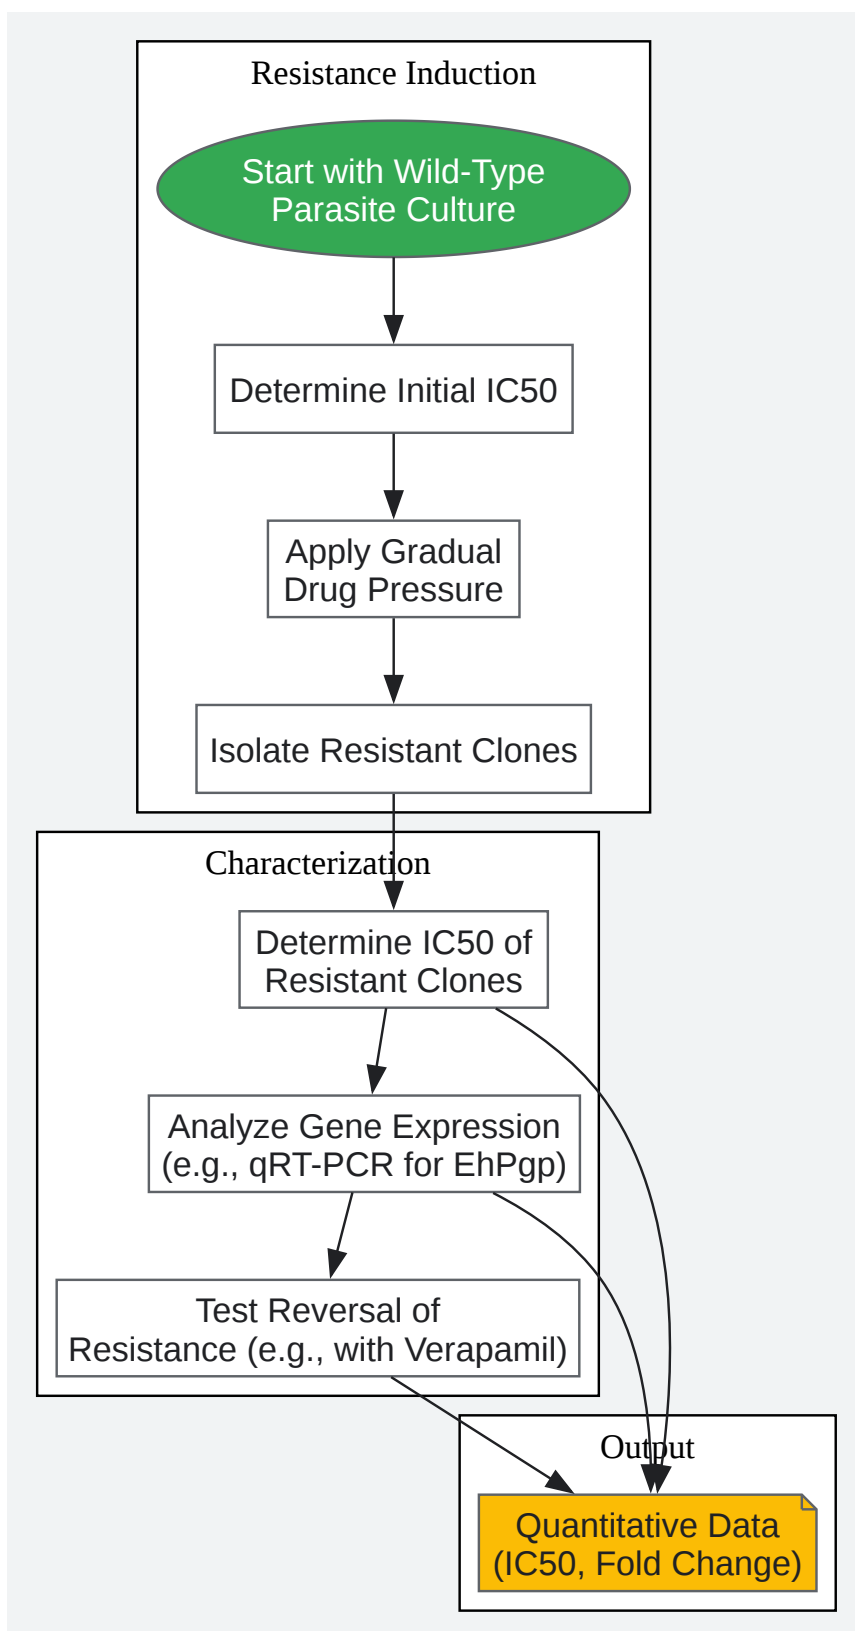 Resistance Induction
Start with Wild-Type
Parasite Culture
Determine Initial IC50
Apply Gradual
Drug Pressure
Isolate Resistant Clones
Characterization
Determine IC50 of
Resistant Clones
Analyze Gene Expression
(e.g., qRT-PCR for EhPgp)
Test Reversal of
Resistance (e.g., with Verapamil)
Output
Quantitative Data
(IC50, Fold Change)